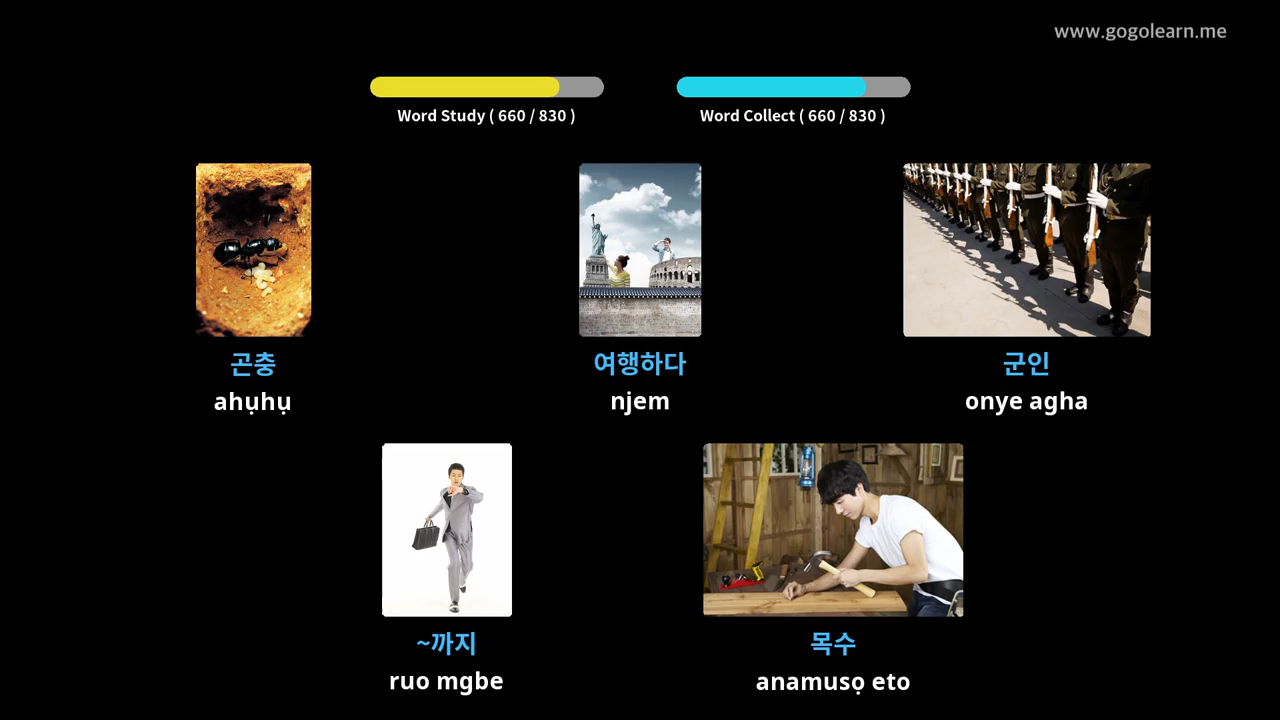 www.gogolearn.me
Word Study ( 660 / 830 )
Word Collect ( 660 / 830 )
곤충
ahụhụ
여행하다
njem
군인
onye agha
~까지
ruo mgbe
목수
anamusọ eto